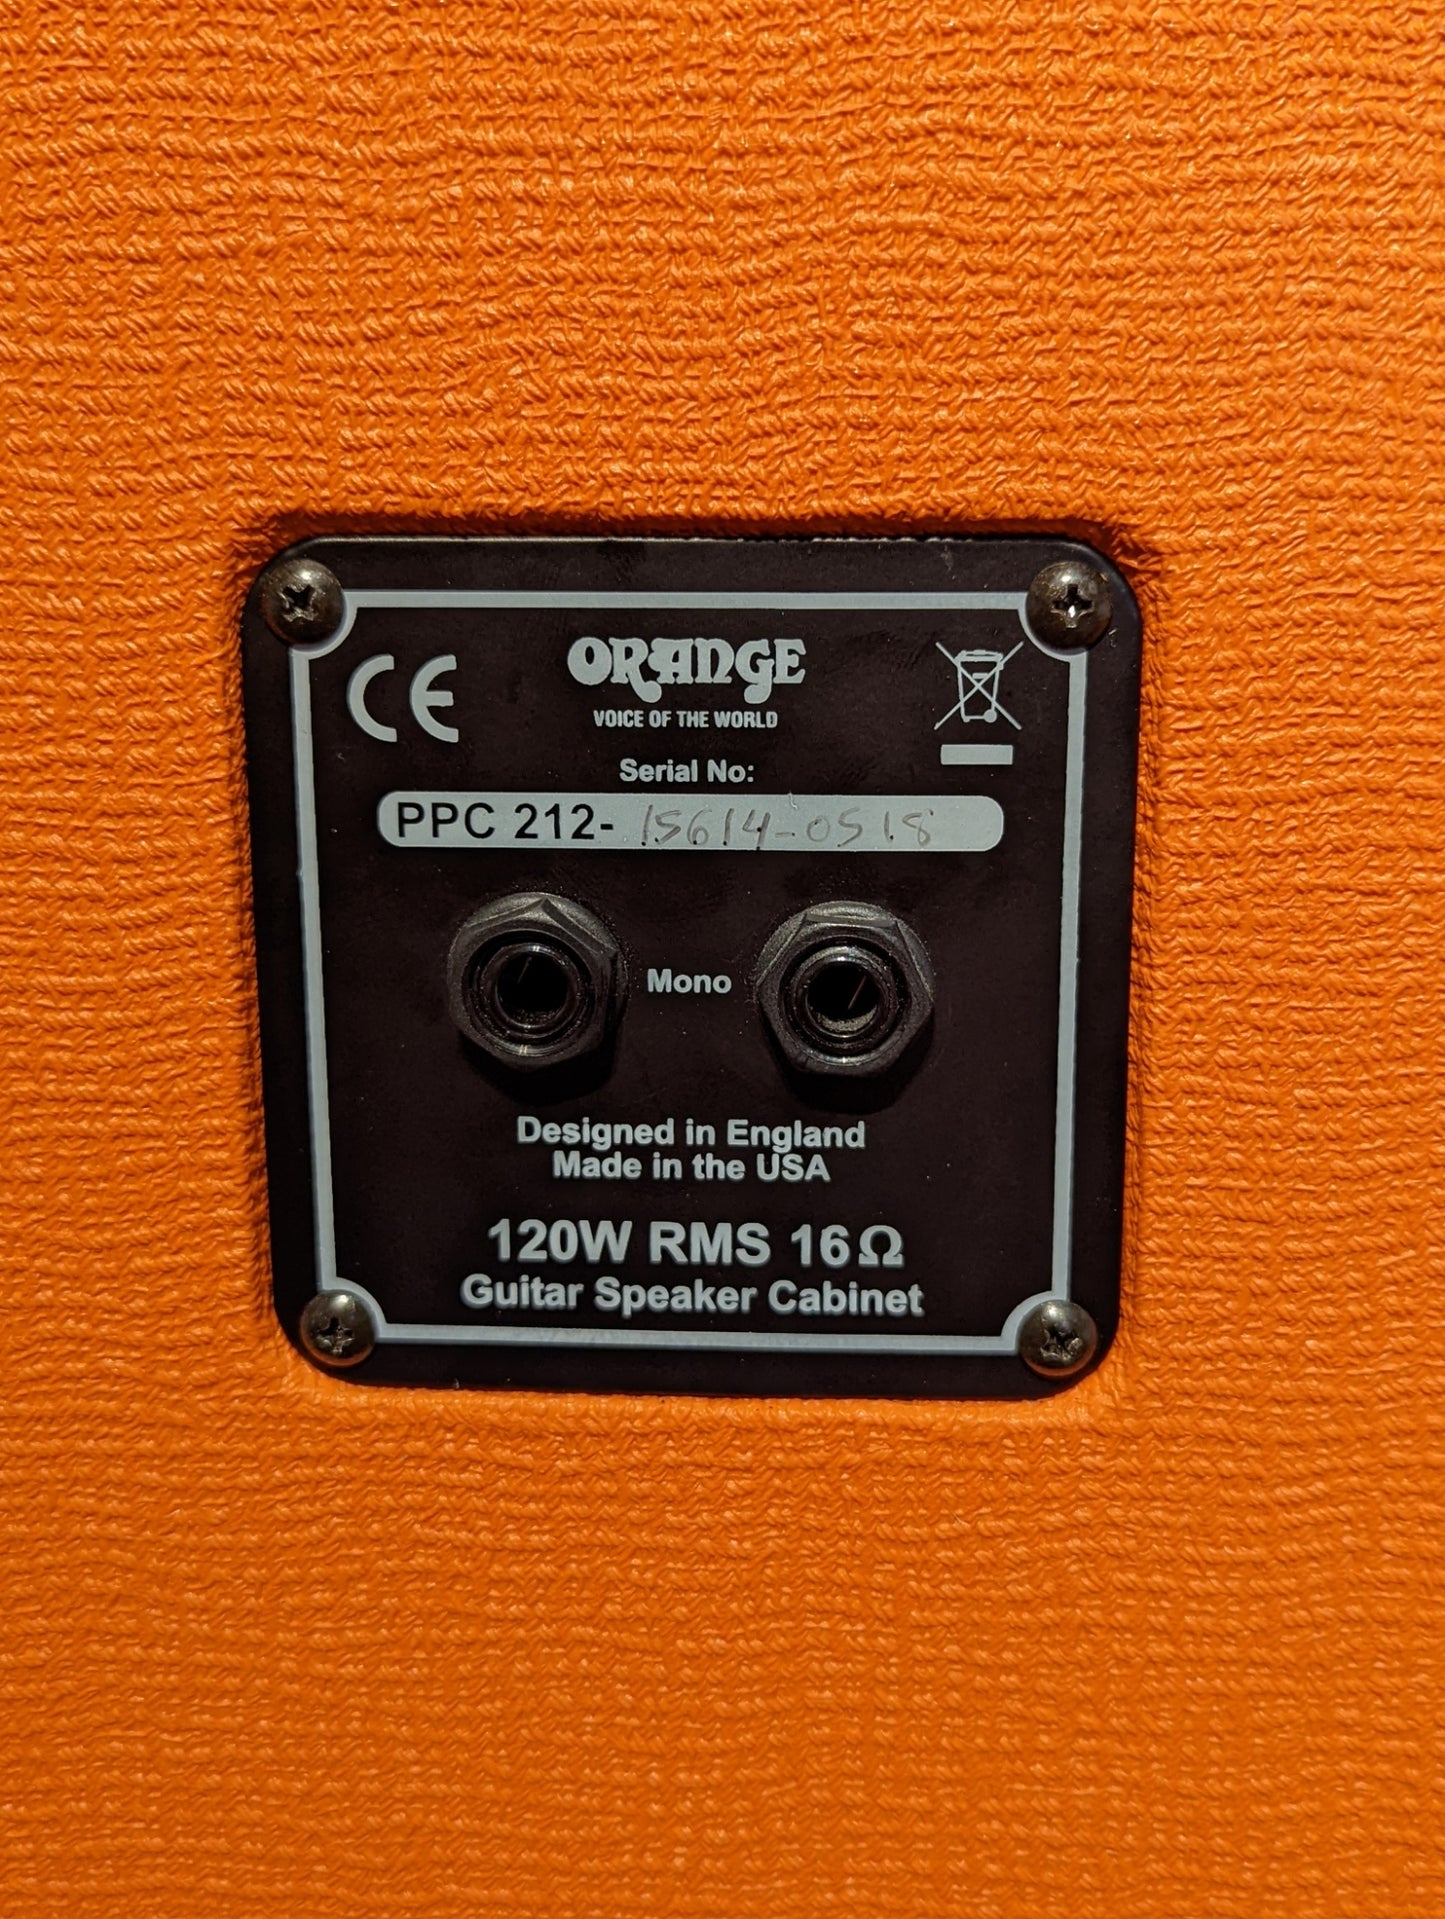 CE
ORANGE
VOICE OF THE WORLD
Serial No:
PPC 212- 15614-0518
Mono
Designed in England
Made in the USA
120W RMS 16Ω
Guitar Speaker Cabinet